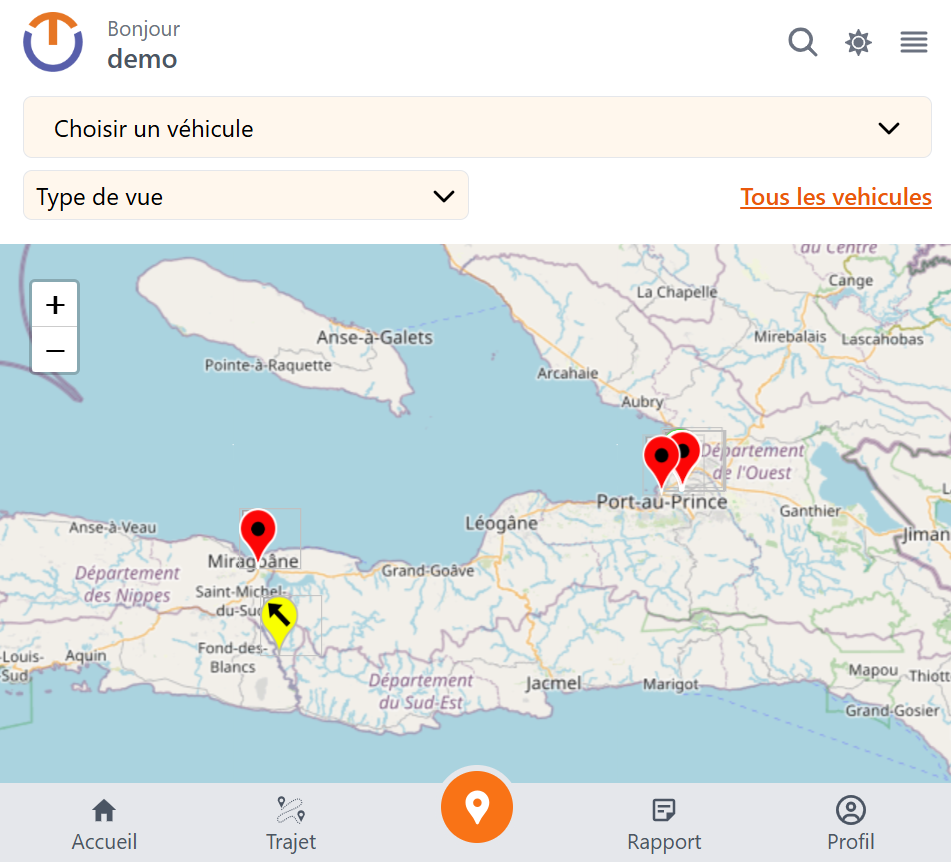 Bonjour
demo
Choisir un véhicule
Type de vue
Tous les vehicules
+
−
du Centre
La Chapelle
Cange
Mirebalais
Lascahobas
Anse-à-Galets
Pointe-à-Raquette
Arcahaie
Aubry
Département
de l'Ouest
Port-au-Prince
Ganthier
Jiman
Léogâne
Anse-à-Veau
Miragoâne
Grand-Goâve
Département
des Nippes
Saint-Michel-
du-Sud
Fond-des-
Blancs
-Louis-
Sud
Aquin
Département
du Sud-Est
Jacmel
Marigot
Mapou
Thiott
Grand-Gosier
Accueil
Trajet
Rapport
Profil